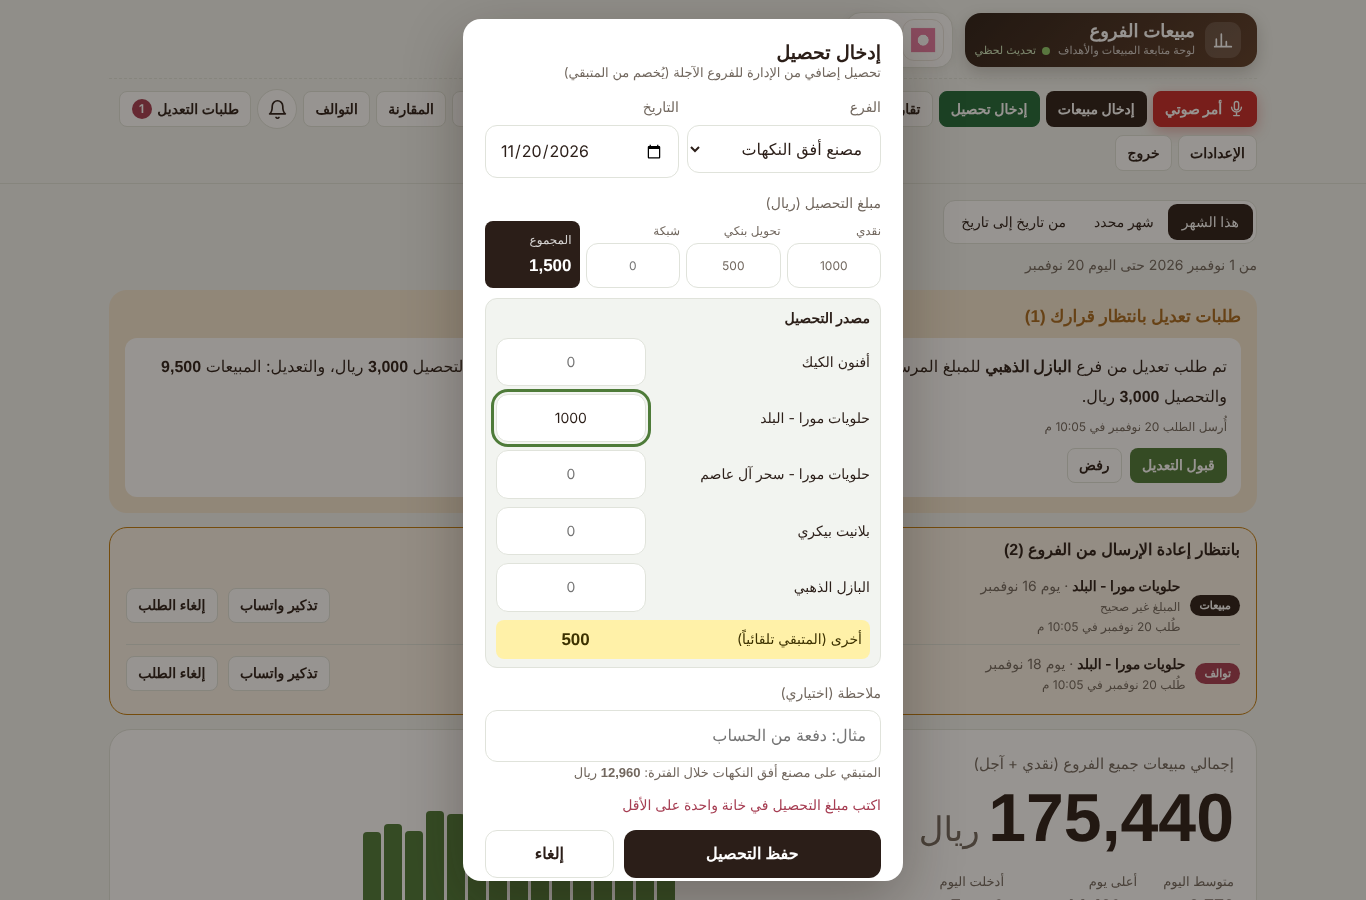 مبيعات الفروع
لوحة متابعة المبيعات والأهداف
تحديث لحظي
أمر صوتي
إدخال مبيعات
إدخال تحصيل
المقارنة
التوالف
طلبات التعديل 1
الإعدادات
خروج
هذا الشهر
شهر محدد
من تاريخ إلى تاريخ
من 1 نوفمبر 2026 حتى اليوم 20 نوفمبر
طلبات تعديل بانتظار قرارك (1)
تم طلب تعديل من فرع البازل الذهبي للمبلغ
3,000 ريال، والتعديل: المبيعات 9,500
والتحصيل 3,000 ريال.
أُرسل الطلب 20 نوفمبر في 10:05 م
قبول التعديل
رفض
بانتظار إعادة الإرسال من الفروع (2)
مبيعات
حلويات مورا - البلد · يوم 16 نوفمبر
المبلغ غير صحيح
طُلب 20 نوفمبر في 10:05 م
تذكير واتساب
إلغاء الطلب
توالف
حلويات مورا - البلد · يوم 18 نوفمبر
طُلب 20 نوفمبر في 10:05 م
تذكير واتساب
إلغاء الطلب
إجمالي مبيعات جميع الفروع (نقدي + آجل)
175,440 ريال
متوسط اليوم
أعلى يوم
أدخلت اليوم
إدخال تحصيل
تحصيل إضافي من الإدارة للفروع الآجلة (يُخصم من المتبقي)
الفرع
التاريخ
مصنع أفق النكهات
11/20/2026
مبلغ التحصيل (ريال)
نقدي
تحويل بنكي
شبكة
المجموع
1000
500
0
1,500
مصدر التحصيل
أفنون الكيك
0
حلويات مورا - البلد
1000
حلويات مورا - سحر آل عاصم
0
بلانيت بيكري
0
البازل الذهبي
0
أخرى (المتبقي تلقائياً)
500
ملاحظة (اختياري)
مثال: دفعة من الحساب
المتبقي على مصنع أفق النكهات خلال الفترة: 12,960 ريال
اكتب مبلغ التحصيل في خانة واحدة على الأقل
حفظ التحصيل
إلغاء